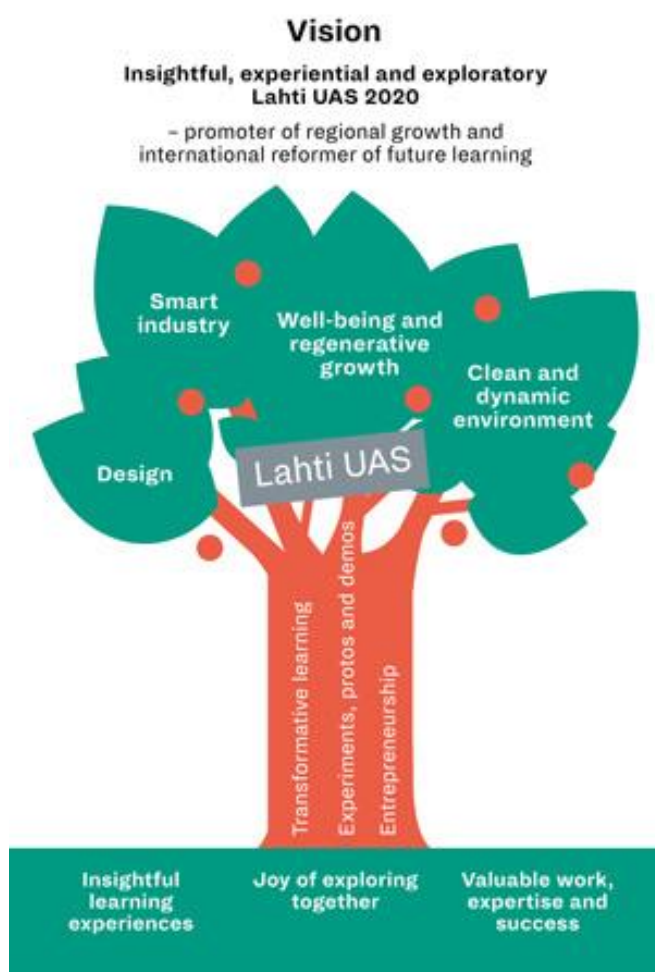 Vision
Insightful, experiential and exploratory
Lahti UAS 2020
– promoter of regional growth and
international reformer of future learning
Smart
industry
Well-being and
regenerative
growth
Clean and
dynamic
environment
Design
Lahti UAS
Transformative learning
Experiments, protos and demos
Entrepreneurship
Insightful
learning
experiences
Joy of exploring
together
Valuable work,
expertise and
success